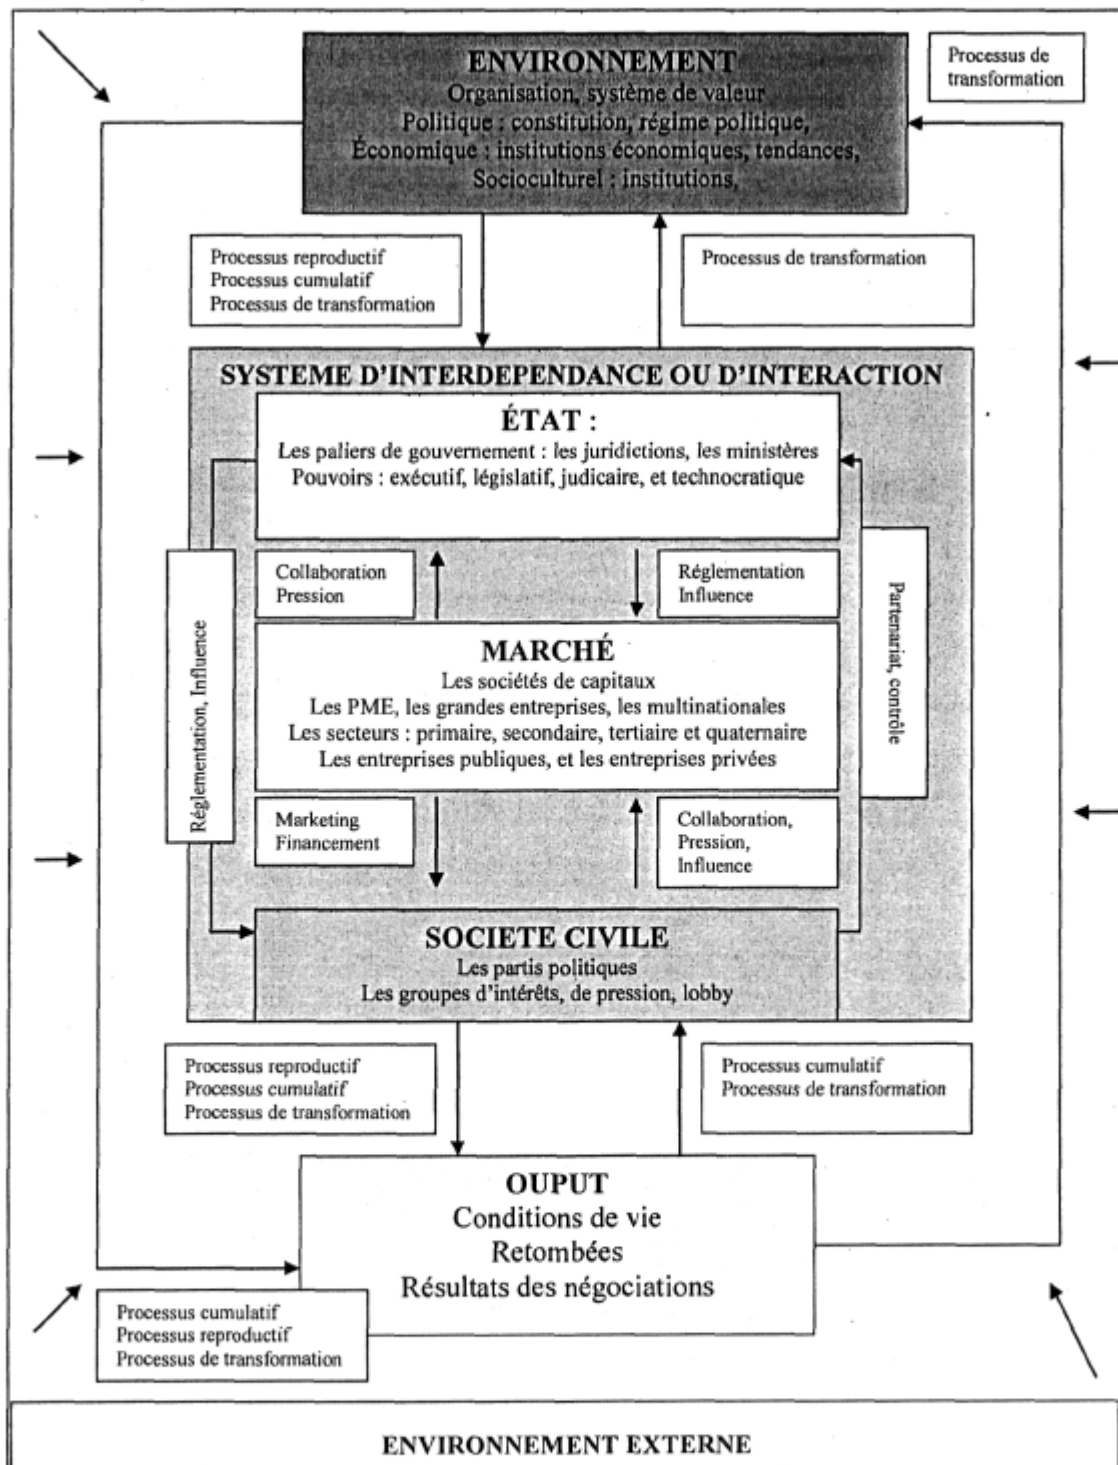 ENVIRONNEMENT
Organisation, système de valeur
Politique : constitution, régime politique,
Économique : institutions économiques, tendances,
Socioculturel : institutions,
Processus de
transformation
Processus reproductif
Processus cumulatif
Processus de transformation
Processus de transformation
SYSTEME D'INTERDEPENDANCE OU D'INTERACTION
ÉTAT :
Les paliers de gouvernement : les juridictions, les ministères
Pouvoirs : exécutif, législatif, judicaire, et technocratique
Collaboration
Pression
Réglementation
Influence
Réglementation, Influence
Partenariat, contrôle
MARCHÉ
Les sociétés de capitaux
Les PME, les grandes entreprises, les multinationales
Les secteurs : primaire, secondaire, tertiaire et quaternaire
Les entreprises publiques, et les entreprises privées
Marketing
Financement
Collaboration,
Pression,
Influence
SOCIETE CIVILE
Les partis politiques
Les groupes d'intérêts, de pression, lobby
Processus reproductif
Processus cumulatif
Processus de transformation
Processus cumulatif
Processus de transformation
OUPUT
Conditions de vie
Retombées
Résultats des négociations
Processus cumulatif
Processus reproductif
Processus de transformation
ENVIRONNEMENT EXTERNE